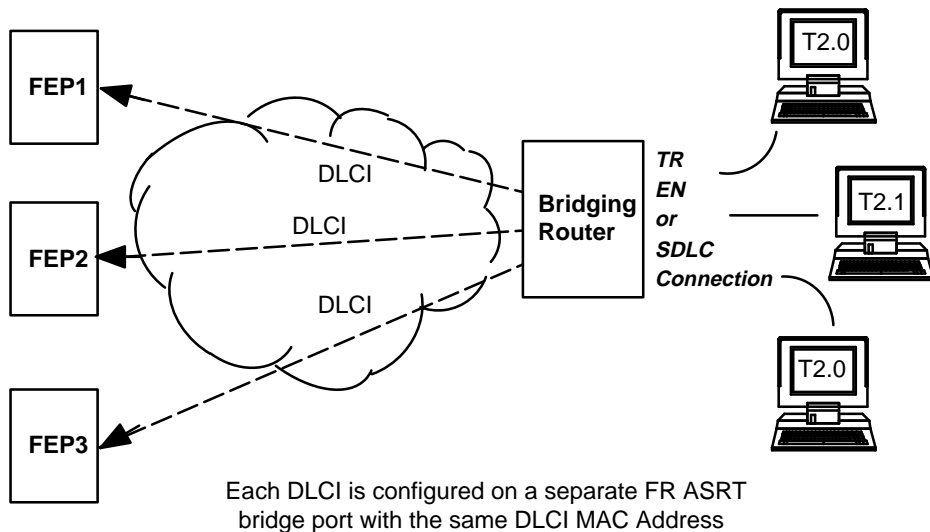 T2.0
FEP1
DLCI
TR
EN
or
SDLC
Connection
Bridging
Router
T2.1
DLCI
FEP2
DLCI
T2.0
FEP3
Each DLCI is configured on a separate FR ASRT
bridge port with the same DLCI MAC Address